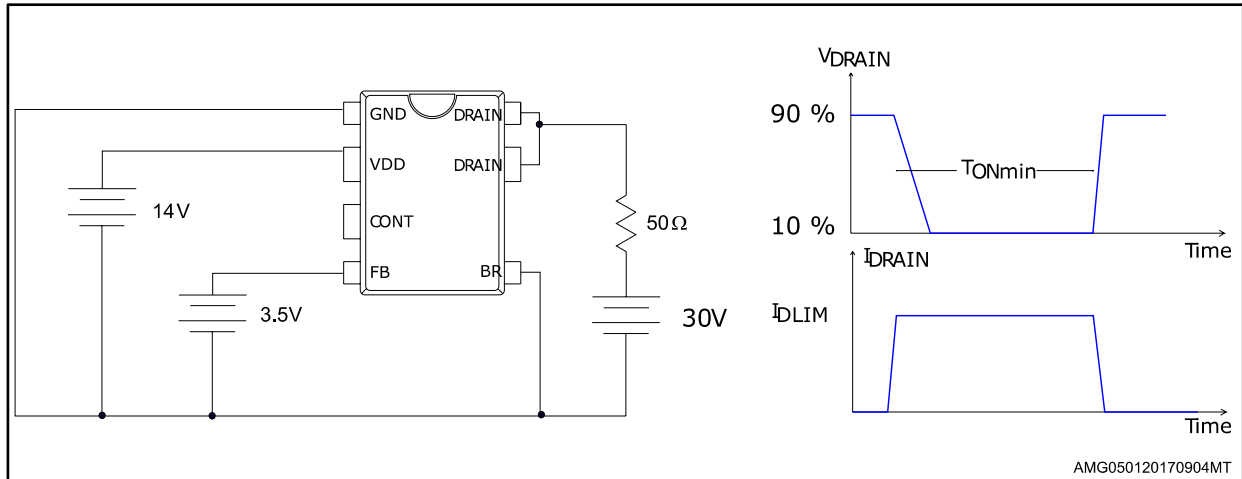 GND
DRAIN
VDD
DRAIN
CONT
FB
BR
14V
3.5V
50Ω
30V
VDRAIN
90 %
TONmin
10 %
Time
IDRAIN
IDLIM
Time
AMG050120170904MT